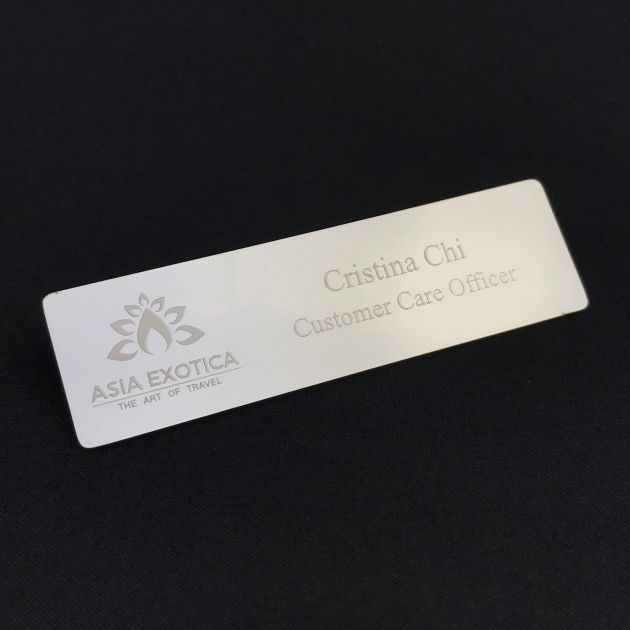 Cristina Chi
Customer Care Officer
ASIA EXOTICA
THE ART OF TRAVEL